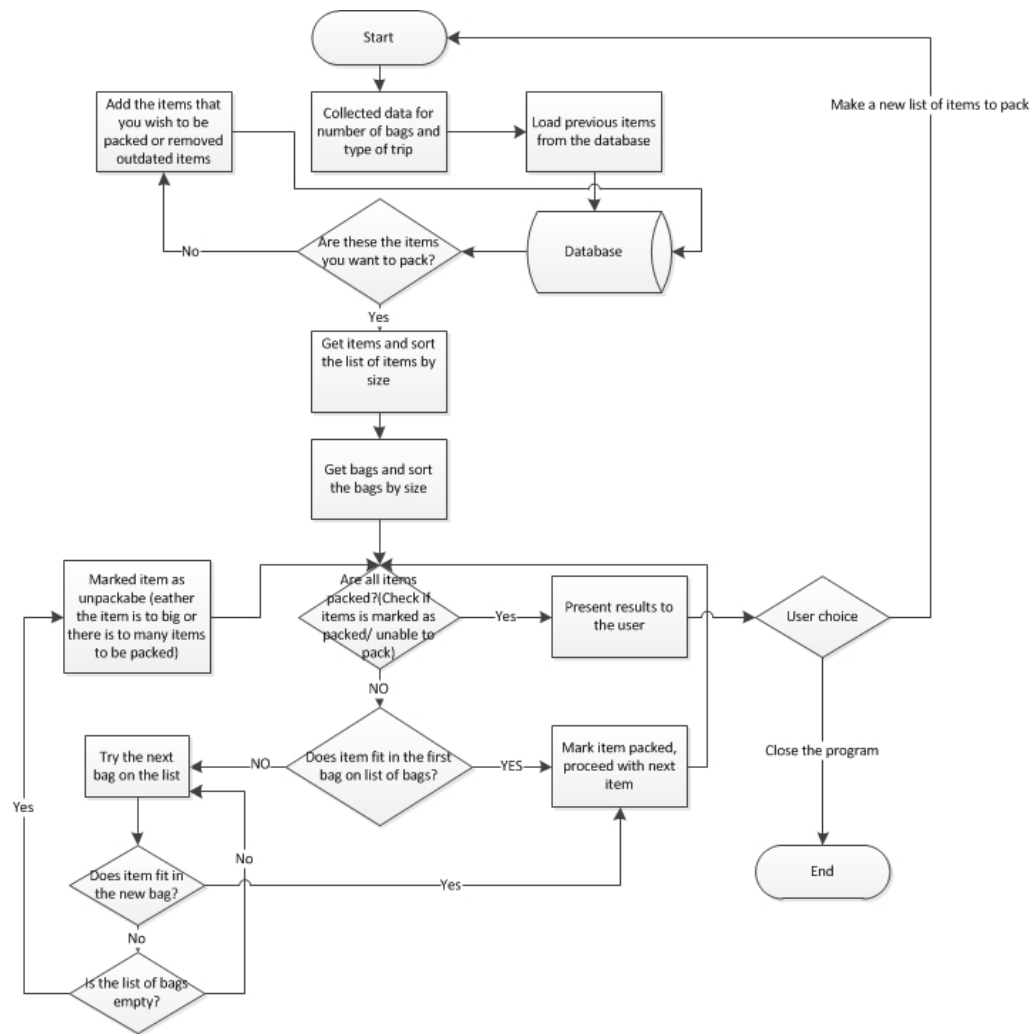 Start
Make a new list of items to pack
Add the items that
you wish to be
packed or removed
outdated items
Collected data for
number of bags and
type of trip
Load previous items
from the database
Are these the items
you want to pack?
No
Database
Yes
Get items and sort
the list of items by
size
Get bags and sort
the bags by size
Marked item as
unpackabe (eather
the item is to big or
there is to many items
to be packed)
Are all items
packed?(Check if
items is marked as
packed/ unable to
pack)
Yes
Present results to
the user
User choice
NO
Try the next
bag on the list
NO
Does item fit in the first
bag on list of bags?
YES
Mark item packed,
proceed with next
item
Close the program
Yes
No
Does item fit in
the new bag?
Yes
End
No
Is the list of bags
empty?